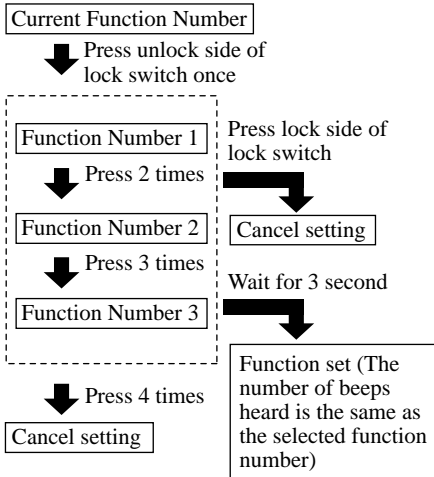 Current Function Number
Press unlock side of
lock switch once
Function Number 1
Press lock side of
lock switch
Press 2 times
Function Number 2
Cancel setting
Press 3 times
Wait for 3 second
Function Number 3
Function set (The
number of beeps
heard is the same as
the selected function
number)
Press 4 times
Cancel setting